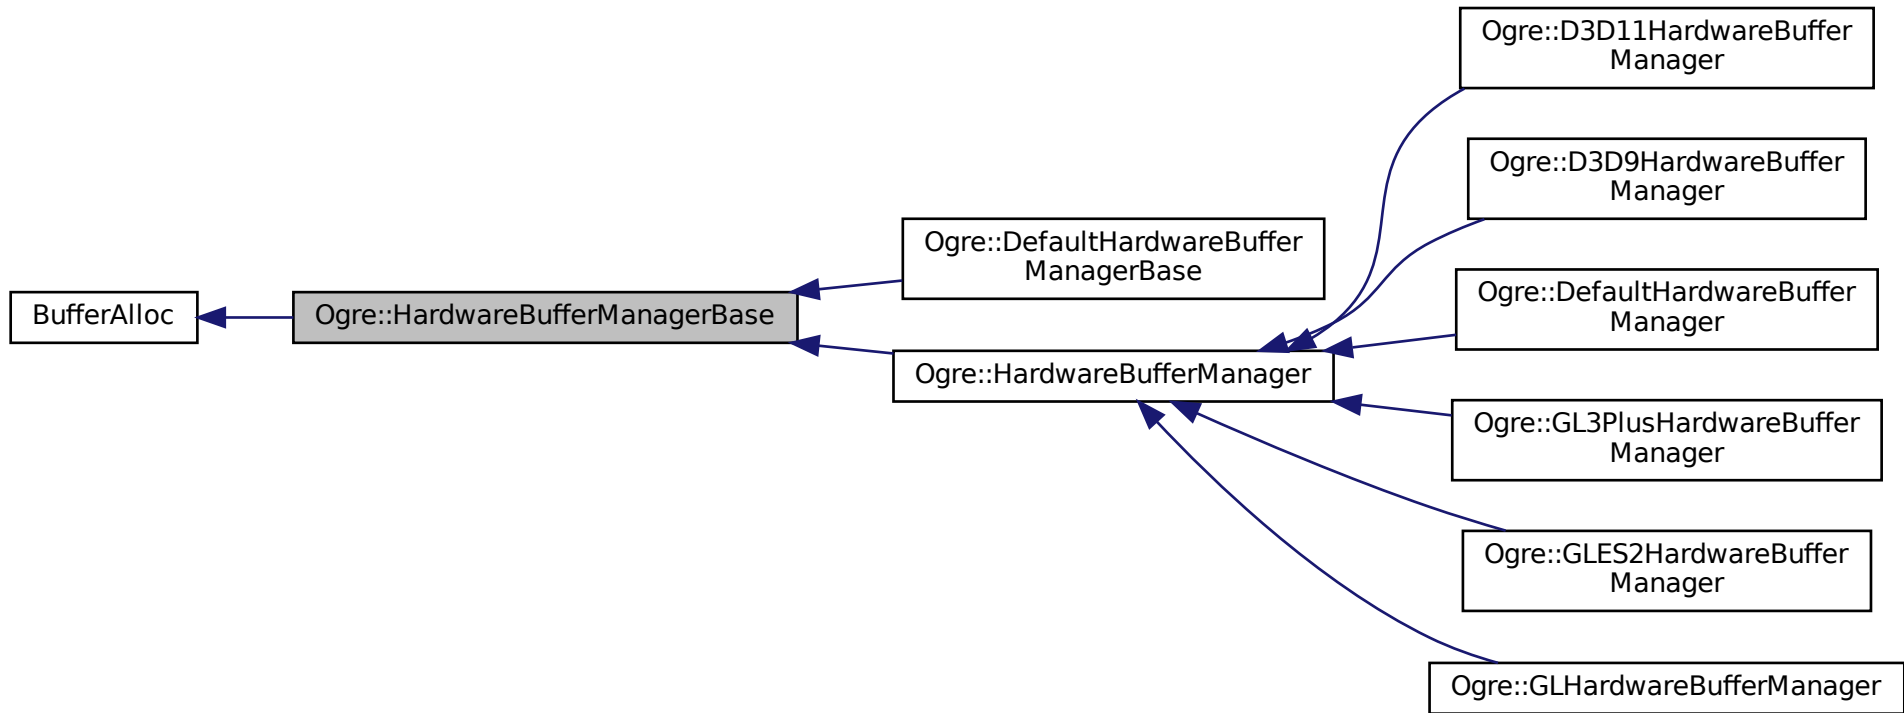 BufferAlloc
Ogre::HardwareBufferManagerBase
Ogre::DefaultHardwareBuffer
ManagerBase
Ogre::HardwareBufferManager
Ogre::D3D11HardwareBuffer
Manager
Ogre::D3D9HardwareBuffer
Manager
Ogre::DefaultHardwareBuffer
Manager
Ogre::GL3PlusHardwareBuffer
Manager
Ogre::GLES2HardwareBuffer
Manager
Ogre::GLHardwareBufferManager